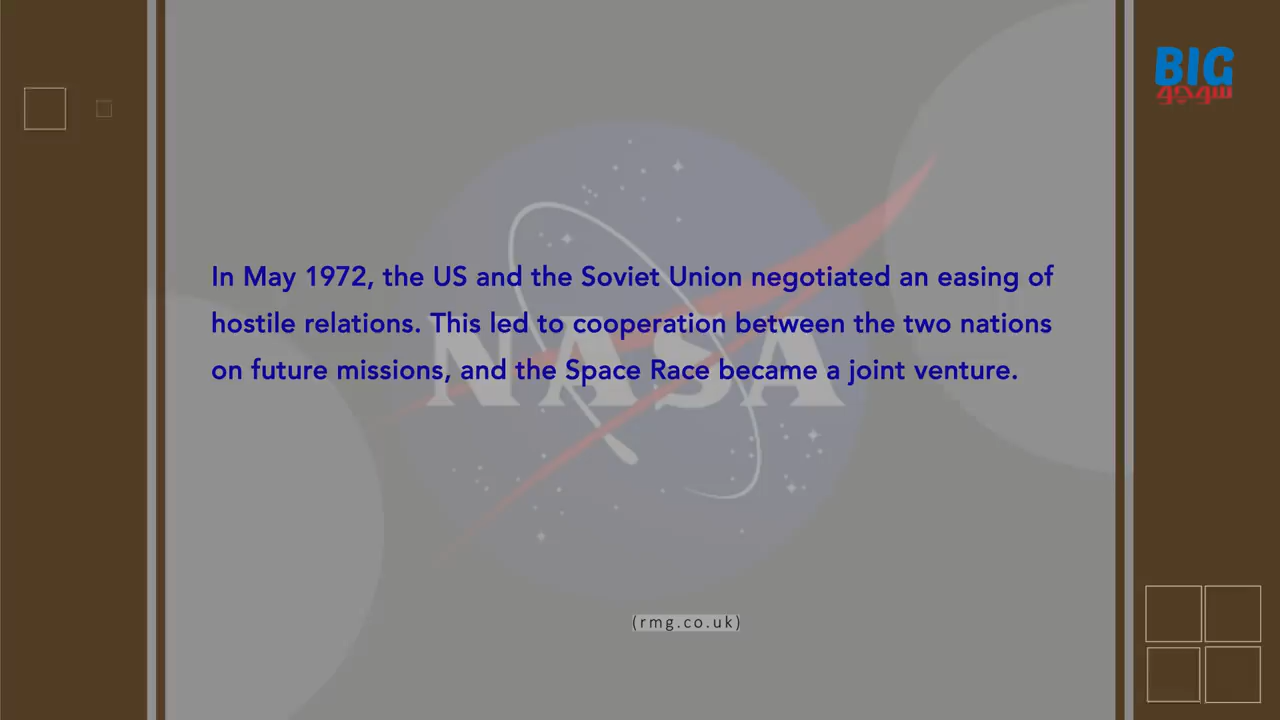 BIG
سوچو
In May 1972, the US and the Soviet Union negotiated an easing of
hostile relations. This led to cooperation between the two nations
on future missions, and the Space Race became a joint venture.
NASA
(rmg.co.uk)